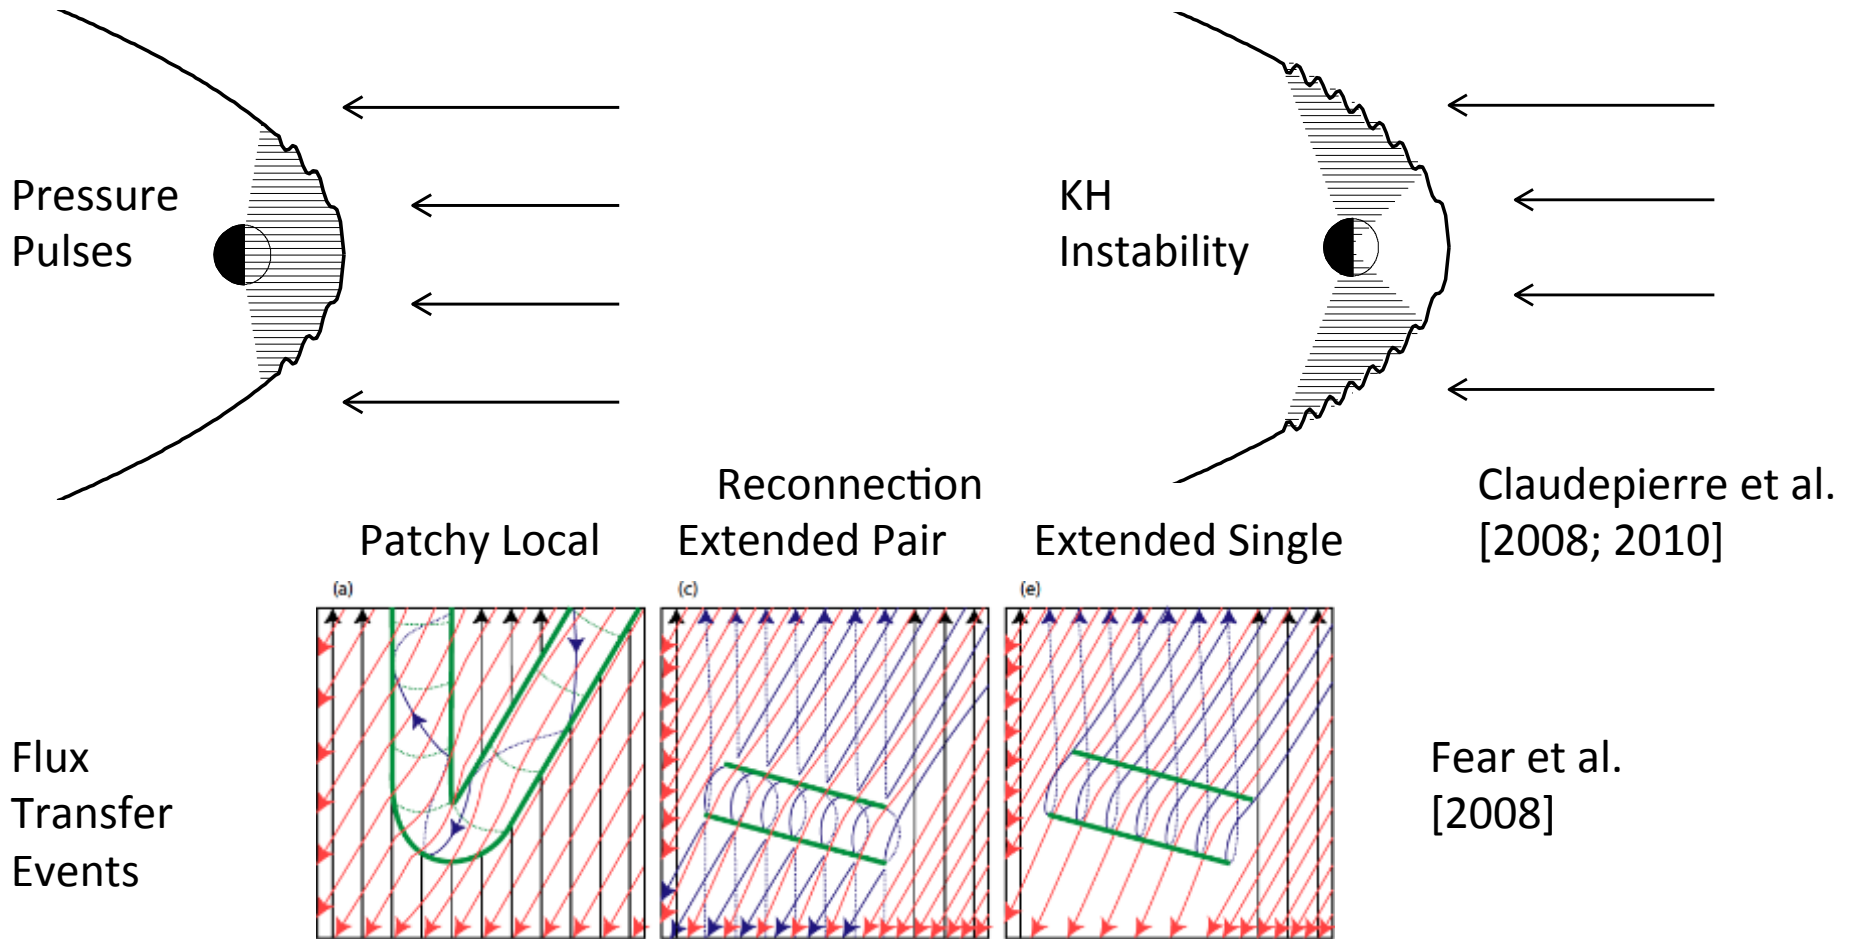 Pressure
Pulses
KH
Instability
Reconnection
Claudepierre et al.
[2008; 2010]
Patchy Local
Extended Pair
Extended Single
(a)
(c)
(e)
Flux
Transfer
Events
Fear et al.
[2008]